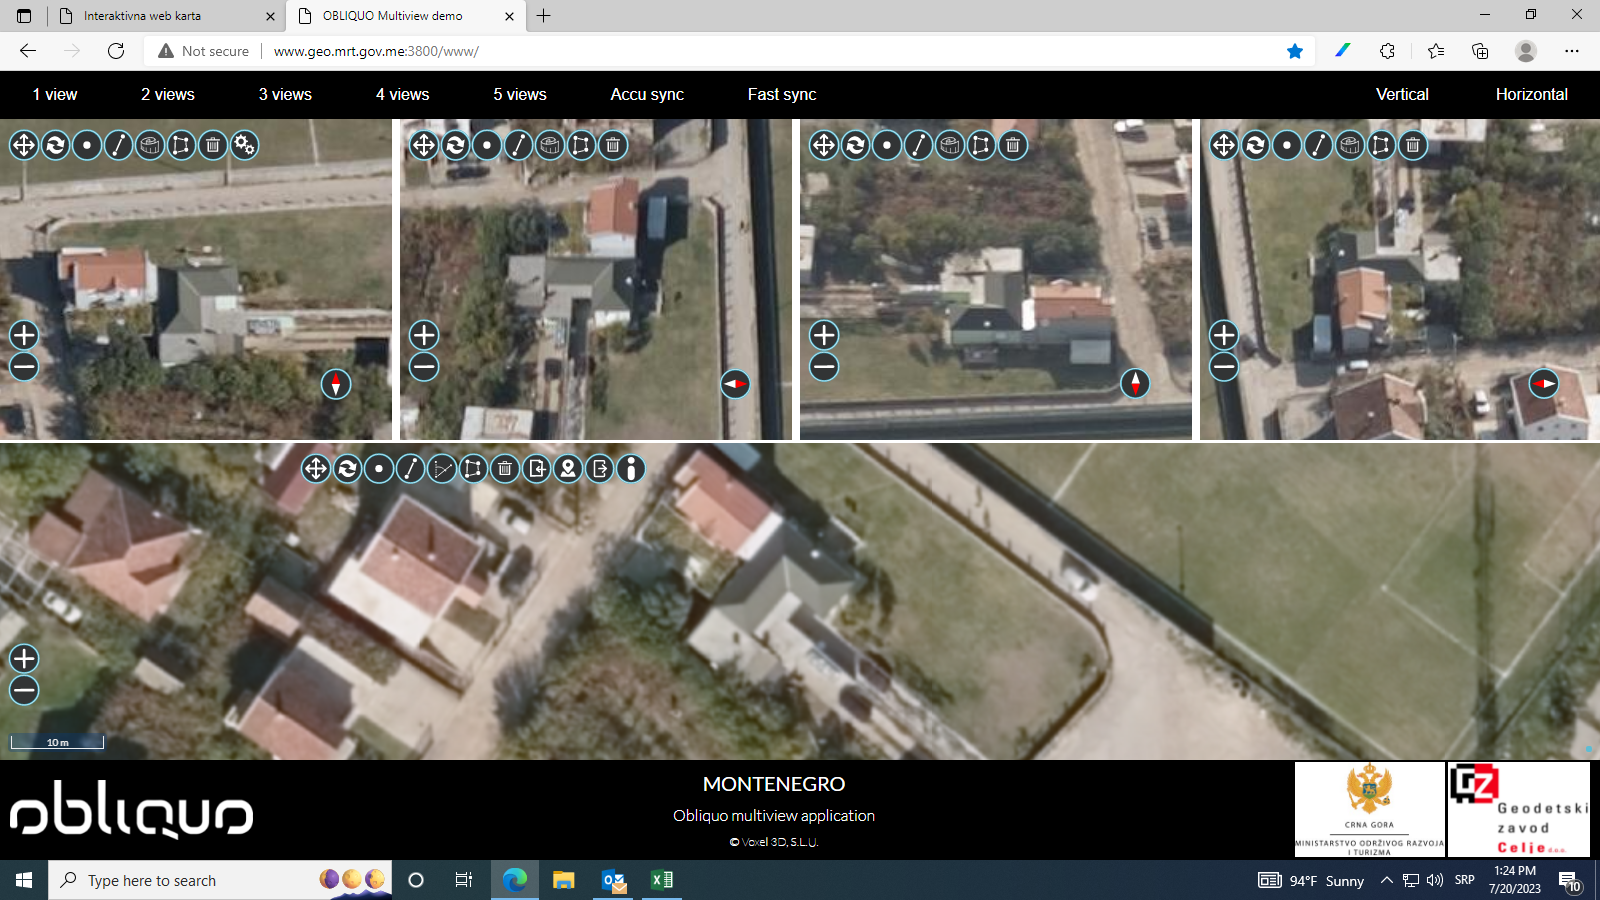 Interaktivna web karta
OBLIQUO Multiview demo
Not secure
www.geo.mrt.gov.me:3800/www/
1 view
2 views
3 views
4 views
5 views
Accu sync
Fast sync
Vertical
Horizontal
10 m
obliquo
MONTENEGRO
Obliquo multiview application
© Voxel 3D, S.L.U.
CRNA GORA
MINISTARSTVO ODRŽIVOG RAZVOJA
I TURIZMA
GZ
Geodetski
zavod
Celje d.o.o.
Type here to search
94°F Sunny
SRP
1:24 PM
7/20/2023
10